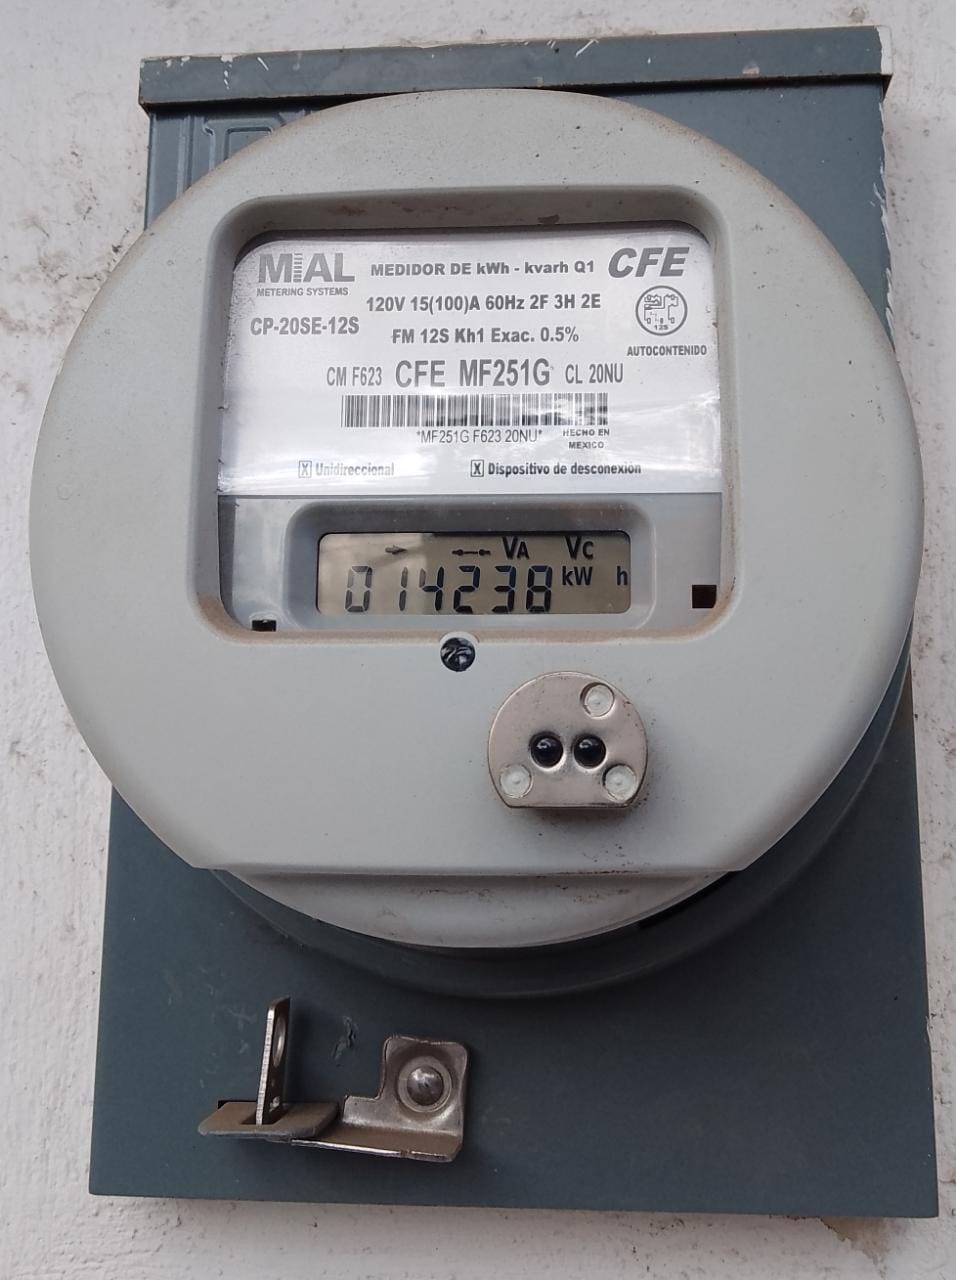 MIAL
METERING SYSTEMS
MEDIDOR DE kWh - kvarh Q1
CFE
120V 15(100)A 60Hz 2F 3H 2E
CP-20SE-12S
FM 12S Kh1 Exac. 0.5%
12S
AUTOCONTENIDO
CM F623 CFE MF251G CL 20NU
*MF251G F623 20NU*
HECHO EN
MEXICO
X Unidireccional
X Dispositivo de desconexión
VA VC
014238 kW h